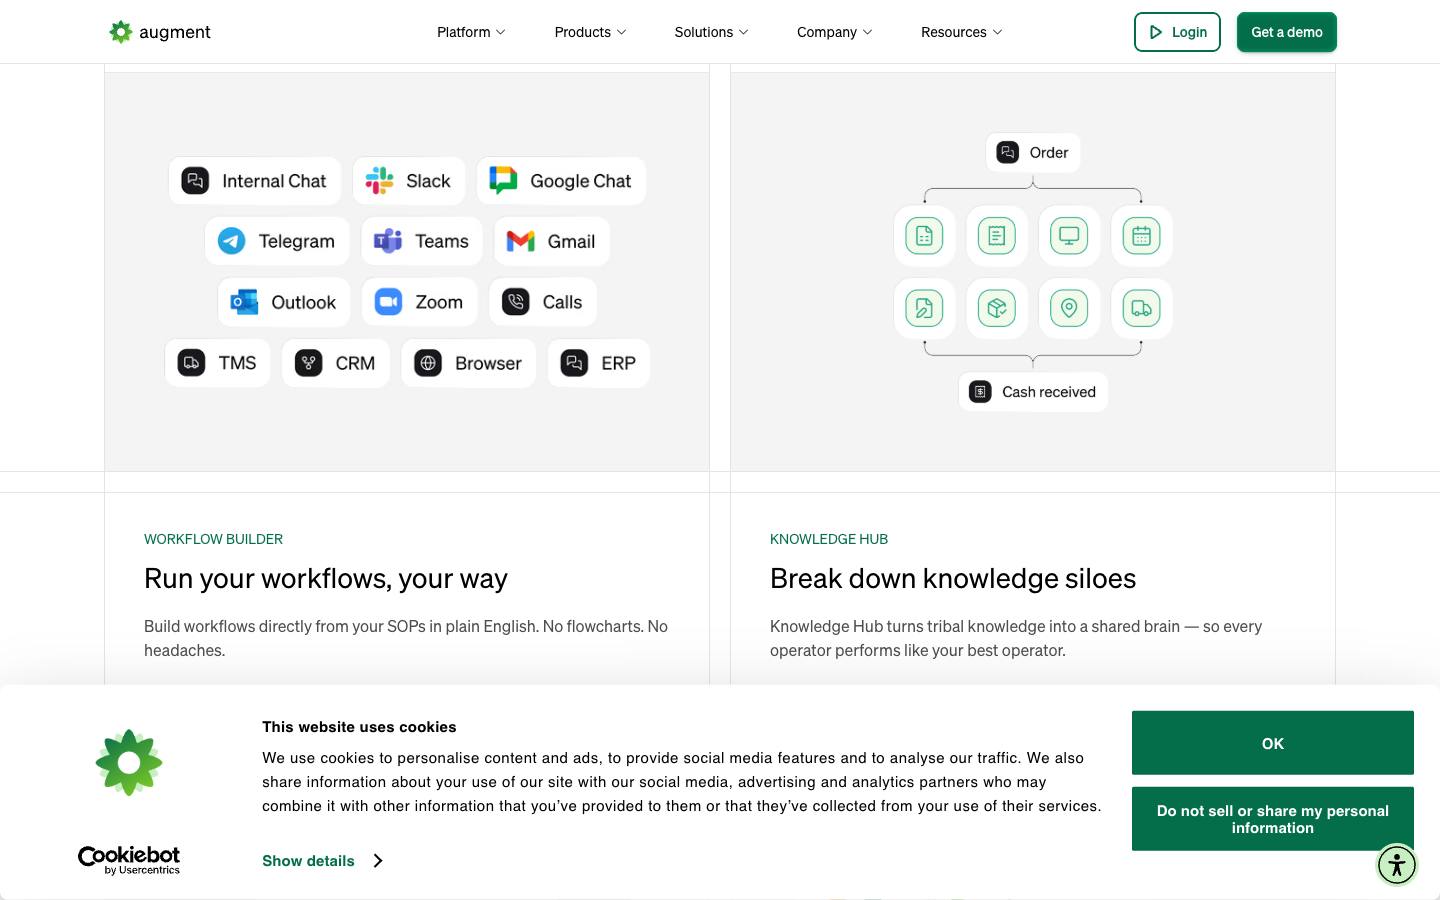 augment
Platform
Products
Solutions
Company
Resources
Login
Get a demo
Internal Chat
Slack
Google Chat
Telegram
Teams
Gmail
Outlook
Zoom
Calls
TMS
CRM
Browser
ERP
Order
Cash received
WORKFLOW BUILDER
Run your workflows, your way
Build workflows directly from your SOPs in plain English. No flowcharts. No
headaches.
KNOWLEDGE HUB
Break down knowledge siloes
Knowledge Hub turns tribal knowledge into a shared brain — so every
operator performs like your best operator.
This website uses cookies
We use cookies to personalise content and ads, to provide social media features and to analyse our traffic. We also
share information about your use of our site with our social media, advertising and analytics partners who may
combine it with other information that you’ve provided to them or that they’ve collected from your use of their services.
Show details
OK
Do not sell or share my personal
information
Cookiebot
by Usercentrics